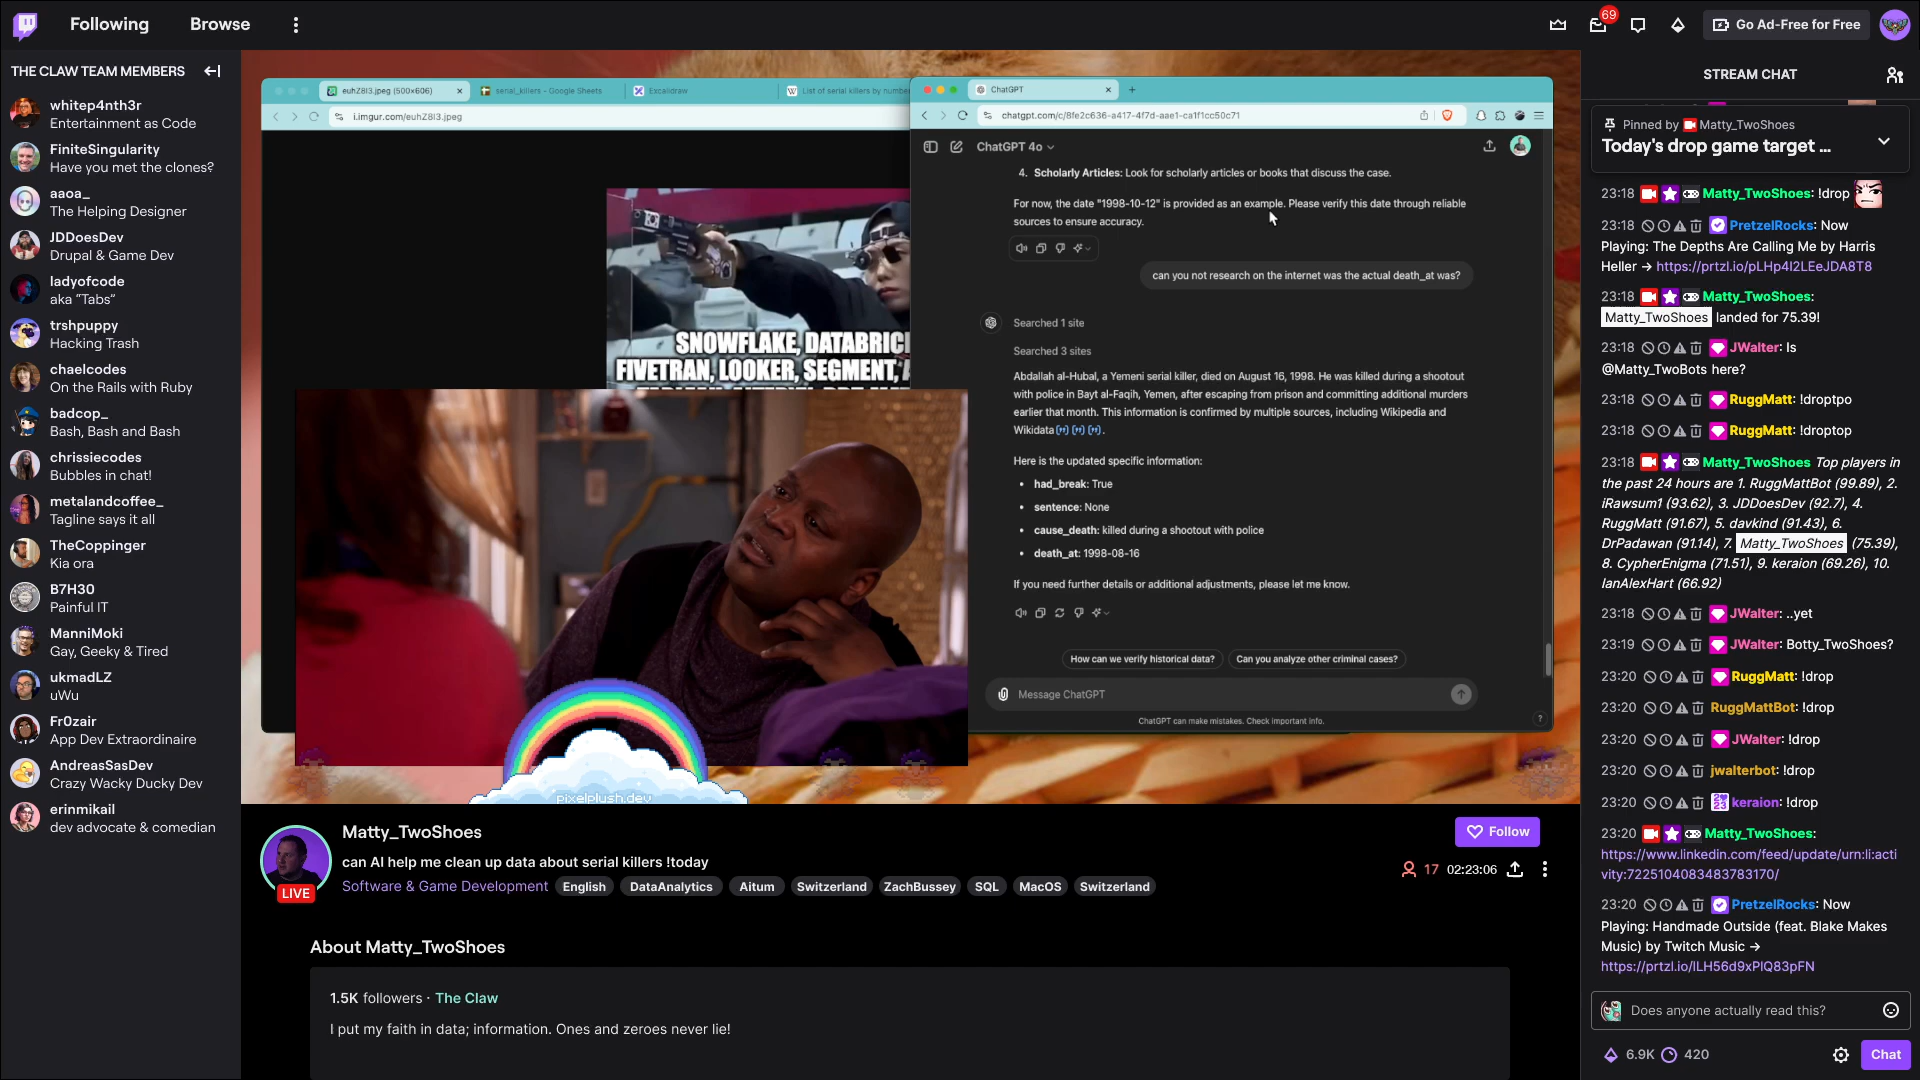 Following
Browse
69
Go Ad-Free for Free
THE CLAW TEAM MEMBERS
whitep4nth3r
Entertainment as Code
FiniteSingularity
Have you met the clones?
aaoa_
The Helping Designer
JDDoesDev
Drupal & Game Dev
ladyofcode
aka "Tabs"
trshpuppy
Hacking Trash
chaelcodes
On the Rails with Ruby
badcop_
Bash, Bash and Bash
chrissiecodes
Bubbles in chat!
metalandcoffee_
Tagline says it all
TheCoppinger
Kia ora
B7H30
Painful IT
ManniMoki
Gay, Geeky & Tired
ukmadLZ
uWu
Fr0zair
App Dev Extraordinaire
AndreasSasDev
Crazy Wacky Ducky Dev
erinmikail
dev advocate & comedian
euhZ8I3.jpeg (500×606)
serial_killers - Google Sheets
Excalidraw
List of serial killers by number
i.imgur.com/euhZ8I3.jpeg
SNOWFLAKE, DATABRIC
FIVETRAN, LOOKER, SEGMENT,
pixelplush.dev
ChatGPT
chatgpt.com/c/8fe2c636-a417-4f7d-aae1-ca1f1cc50c71
ChatGPT 4o
4. Scholarly Articles: Look for scholarly articles or books that discuss the case.
For now, the date "1998-10-12" is provided as an example. Please verify this date through reliable
sources to ensure accuracy.
can you not research on the internet was the actual death_at was?
Searched 1 site
Searched 3 sites
Abdallah al-Hubal, a Yemeni serial killer, died on August 16, 1998. He was killed during a shootout
with police in Bayt al-Faqih, Yemen, after escaping from prison and committing additional murders
earlier that month. This information is confirmed by multiple sources, including Wikipedia and
Wikidata
Here is the updated specific information:
• had_break: True
• sentence: None
• cause_death: killed during a shootout with police
• death_at: 1998-08-16
If you need further details or additional adjustments, please let me know.
How can we verify historical data?
Can you analyze other criminal cases?
Message ChatGPT
ChatGPT can make mistakes. Check important info.
?
LIVE
Matty_TwoShoes
can AI help me clean up data about serial killers !today
Software & Game Development
English
DataAnalytics
Aitum
Switzerland
ZachBussey
SQL
MacOS
Switzerland
Follow
17
02:23:06
About Matty_TwoShoes
1.5K followers · The Claw
I put my faith in data; information. Ones and zeroes never lie!
STREAM CHAT
Pinned by Matty_TwoShoes
Today's drop game target ...
23:18 Matty_TwoShoes: !drop
23:18 PretzelRocks: Now
Playing: The Depths Are Calling Me by Harris
Heller → https://prtzl.io/pLHp4l2LEeJDA8T8
23:18 Matty_TwoShoes:
Matty_TwoShoes landed for 75.39!
23:18 JWalter: Is
@Matty_TwoBots here?
23:18 RuggMatt: !droptpo
23:18 RuggMatt: !droptop
23:18 Matty_TwoShoes Top players in
the past 24 hours are 1. RuggMattBot (99.89), 2.
iRawsum1 (93.62), 3. JDDoesDev (92.7), 4.
RuggMatt (91.67), 5. davkind (91.43), 6.
DrPadawan (91.14), 7. Matty_TwoShoes (75.39),
8. CypherEnigma (71.51), 9. keraion (69.26), 10.
IanAlexHart (66.92)
23:18 JWalter: ..yet
23:19 JWalter: Botty_TwoShoes?
23:20 RuggMatt: !drop
23:20 RuggMattBot: !drop
23:20 JWalter: !drop
23:20 jwalterbot: !drop
23:20 keraion: !drop
23:20 Matty_TwoShoes:
https://www.linkedin.com/feed/update/urn:li:acti
vity:7225104083483783170/
23:20 PretzelRocks: Now
Playing: Handmade Outside (feat. Blake Makes
Music) by Twitch Music →
https://prtzl.io/lLH56d9xPlQ83pFN
Does anyone actually read this?
6.9K
420
Chat